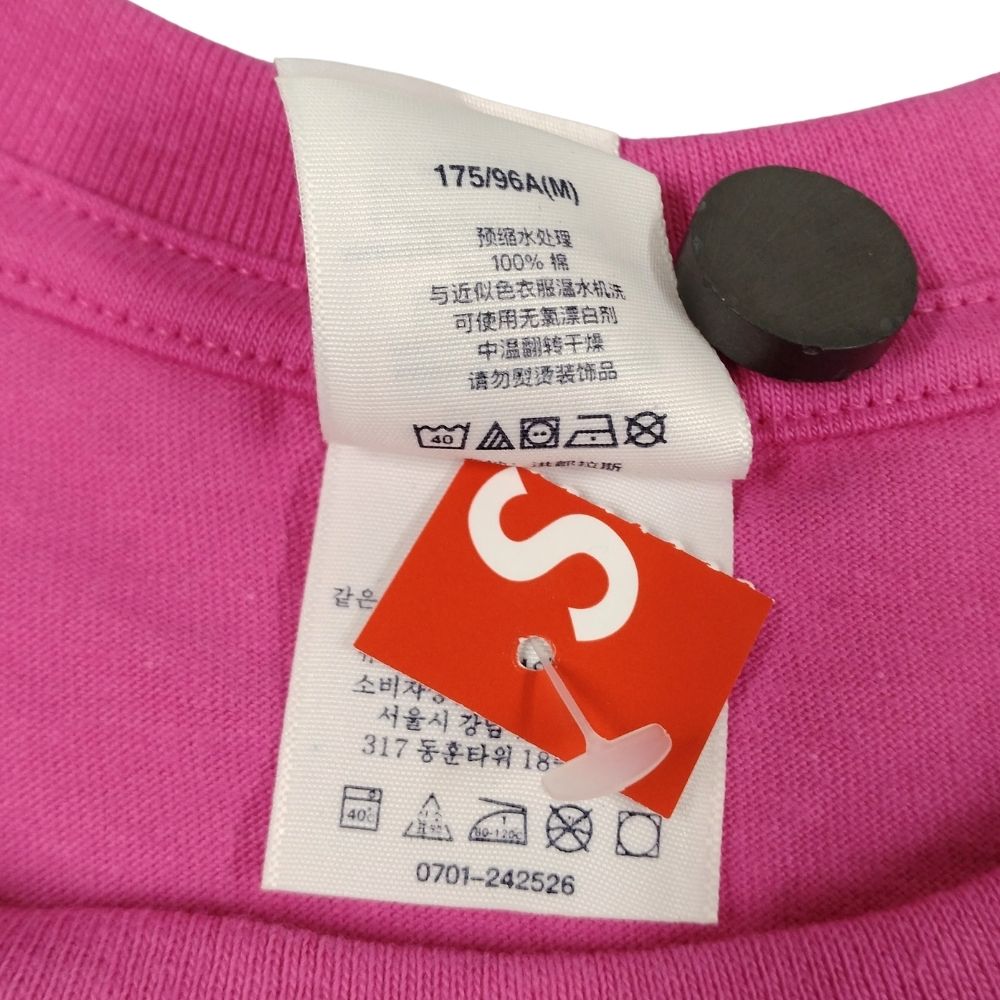 175/96A(M)
预缩水处理
100% 棉
与近似色衣服温水机洗
可使用无氯漂白剂
中温翻转干燥
请勿熨烫装饰品
40
S
같은
소비자상
서울시 강남
317 동훈타워 18
40℃
80-120℃
0701-242526